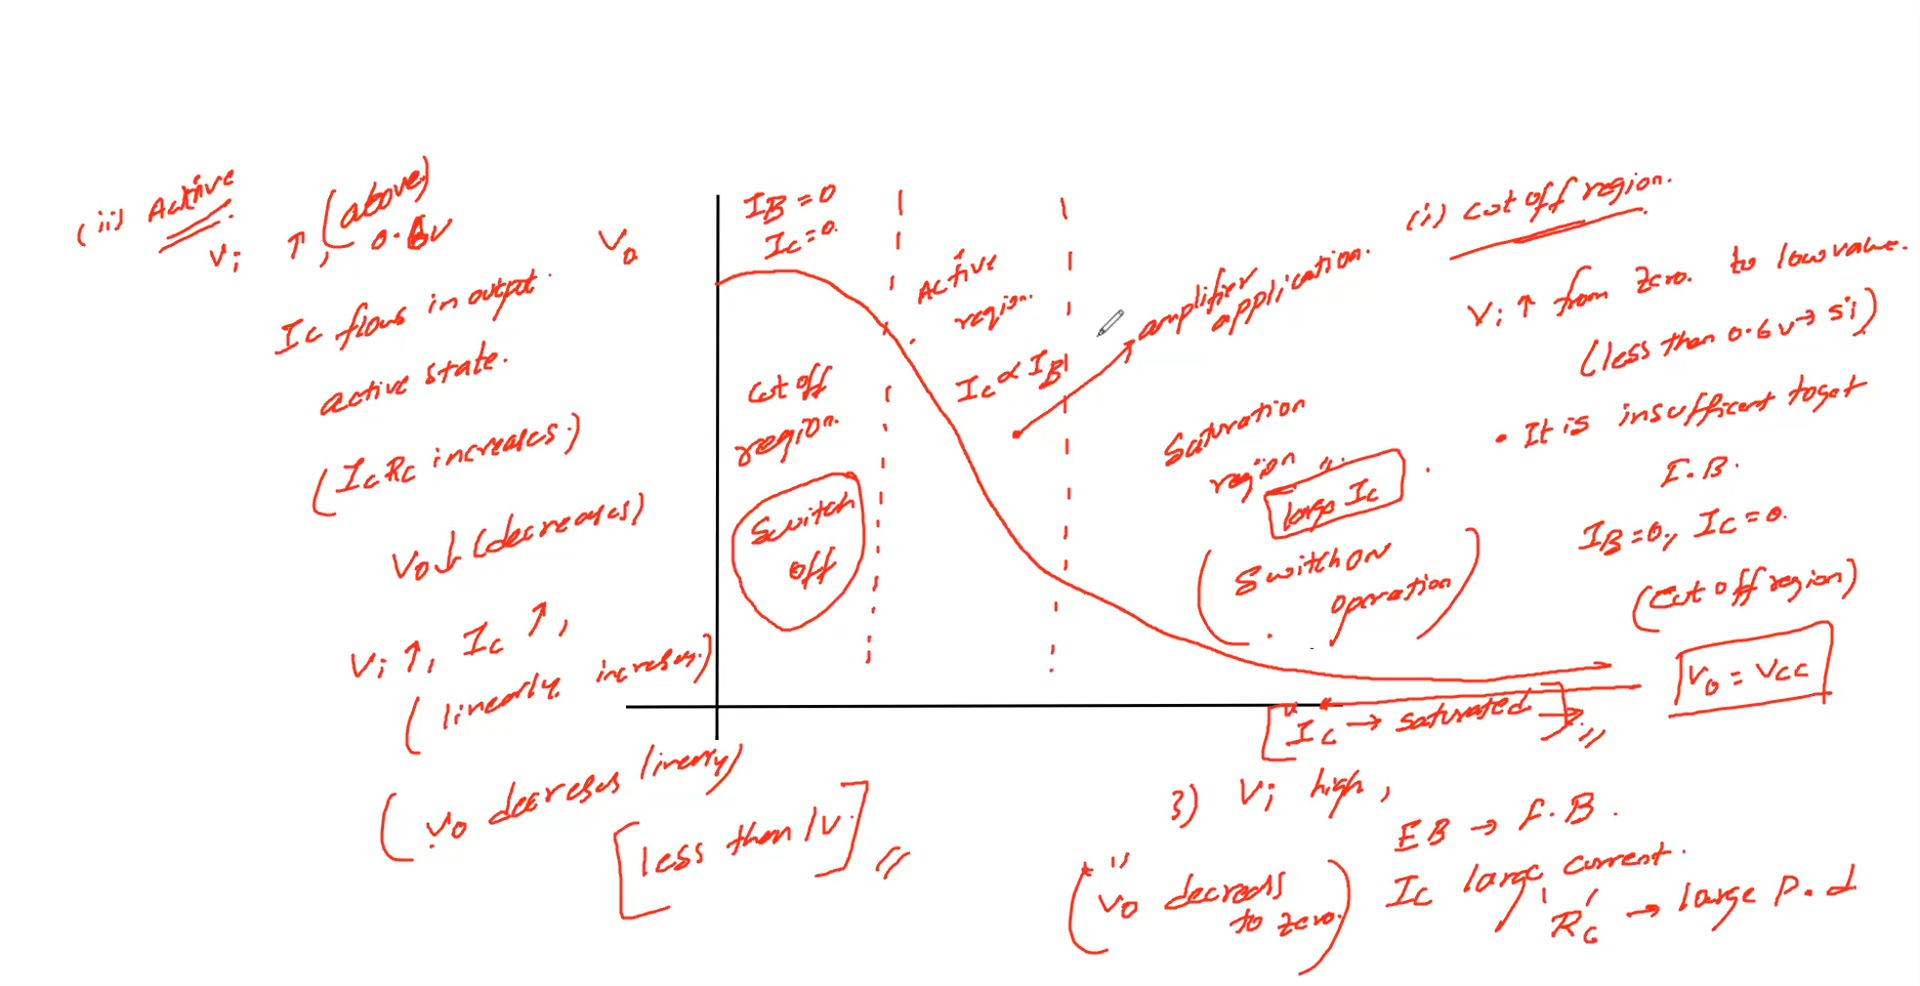 (ii) Active
Vi ↑, (above)
0.6v
Ic flows in output.
active state.
(IcRc increases.)
Vo↓ (decreases)
Vi ↑, Ic ↑,
(linearly increases.)
(Vo decreases linerly)
[less then 1V.]
Vo
IB = 0
Ic = 0.
Cut off
region.
Switch
off
Active
region.
Ic ∝ IB
amplifier
application.
Saturation
region
large Ic
(Switch ON
operation)
[Ic → saturated]
(i) cut off region.
Vi ↑ from zero. to low value.
(less than 0.6v → Si)
• It is insufficent to get
F.B.
IB = 0, Ic = 0.
(cut off region)
Vo = Vcc
3) Vi high,
EB → F.B.
Ic large current.
Rc → large p.d
(Vo decreass
to zero.)